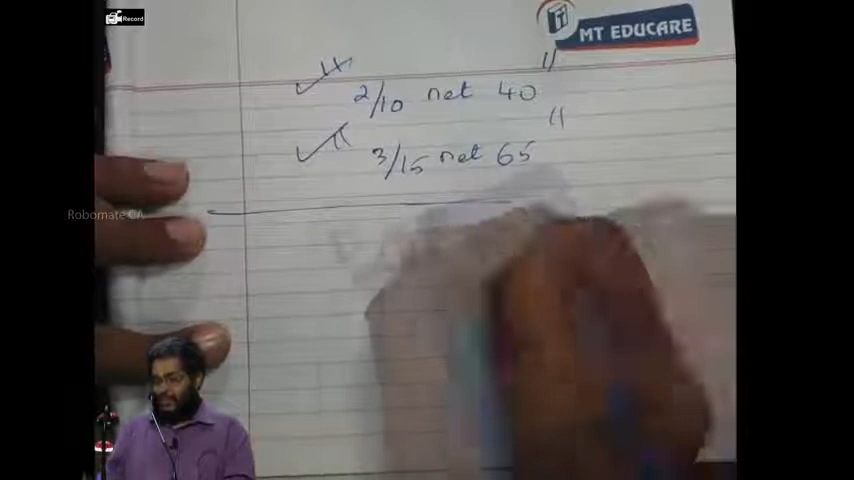 Record
MT EDUCARE
2/10 net 40
3/15 net 65
Robomate CA